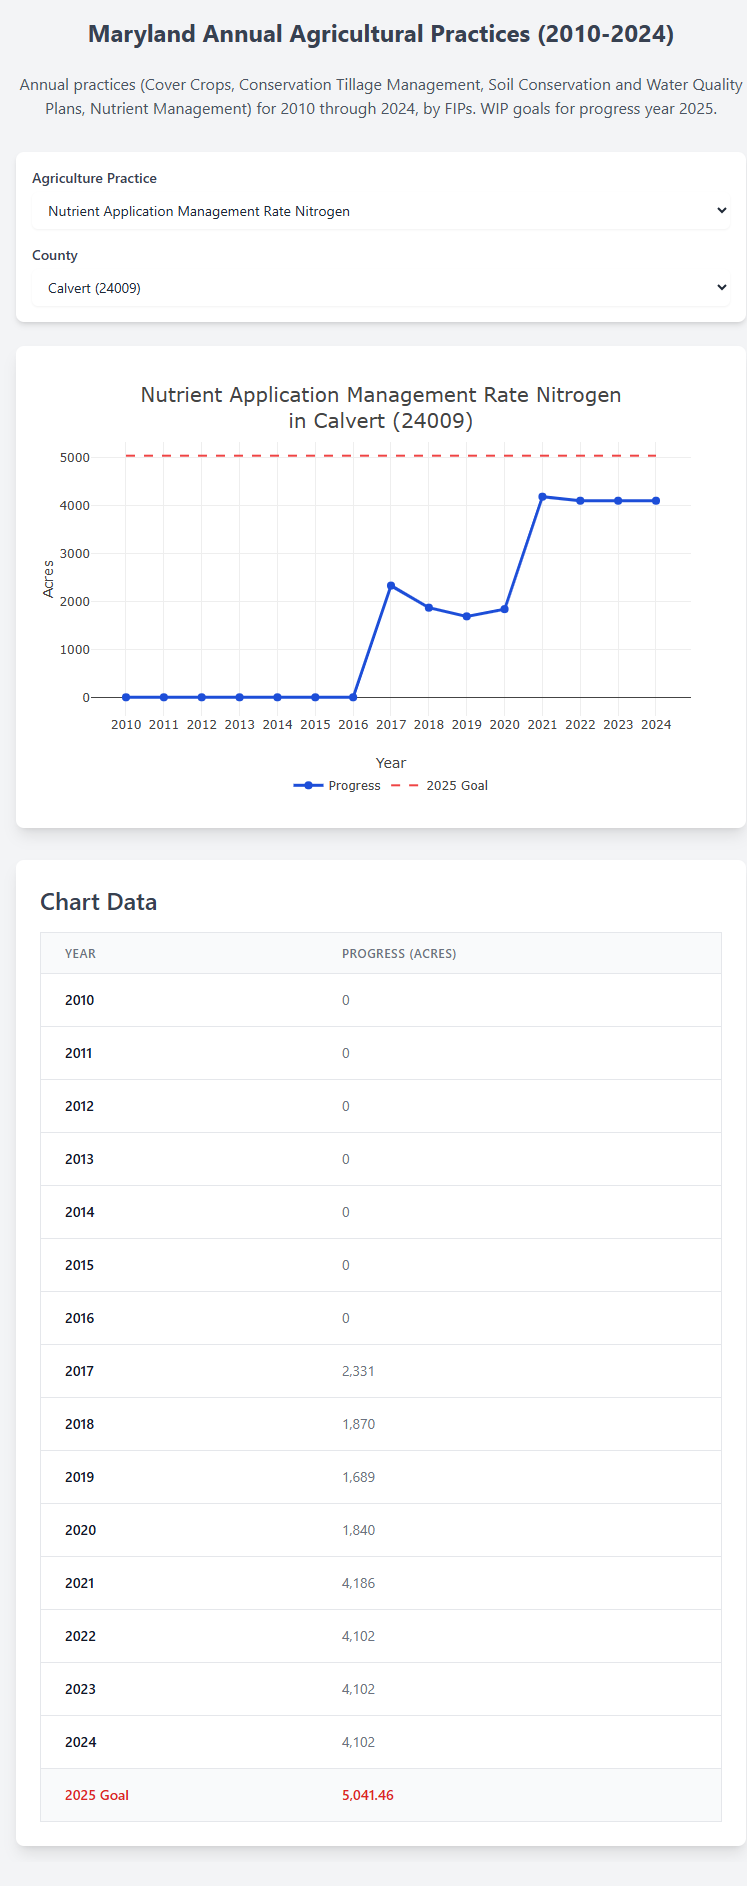 Maryland Annual Agricultural Practices (2010-2024)
Annual practices (Cover Crops, Conservation Tillage Management, Soil Conservation and Water Quality
Plans, Nutrient Management) for 2010 through 2024, by FIPs. WIP goals for progress year 2025.
Agriculture Practice
Nutrient Application Management Rate Nitrogen
County
Calvert (24009)
Nutrient Application Management Rate Nitrogen
in Calvert (24009)
5000
4000
3000
2000
1000
0
Acres
2010 2011 2012 2013 2014 2015 2016 2017 2018 2019 2020 2021 2022 2023 2024
Year
Progress 2025 Goal
Chart Data
YEAR PROGRESS (ACRES)
2010 0
2011 0
2012 0
2013 0
2014 0
2015 0
2016 0
2017 2,331
2018 1,870
2019 1,689
2020 1,840
2021 4,186
2022 4,102
2023 4,102
2024 4,102
2025 Goal 5,041.46